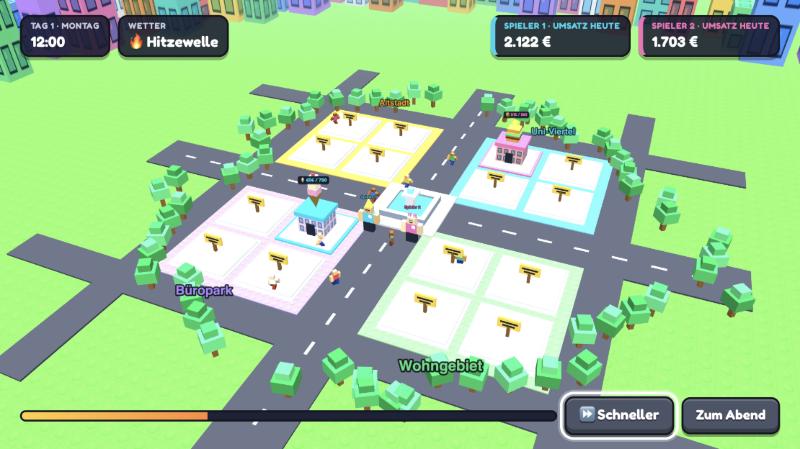 TAG 1 · MONTAG
12:00
WETTER
🔥 Hitzewelle
SPIELER 1 · UMSATZ HEUTE
2.122 €
SPIELER 2 · UMSATZ HEUTE
1.703 €
Altstadt
Uni-Viertel
Büropark
Wohngebiet
⏩ Schneller
Zum Abend